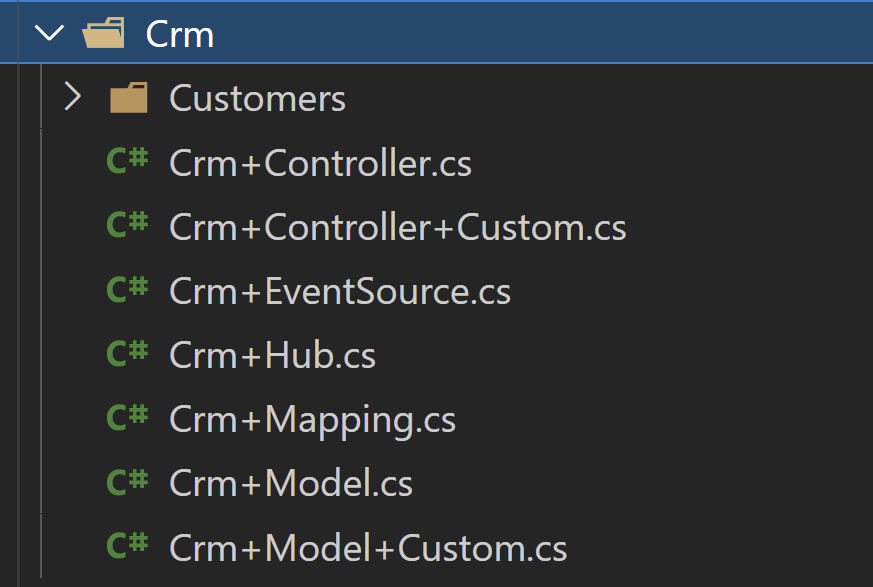 Crm
Customers
C# Crm+Controller.cs
C# Crm+Controller+Custom.cs
C# Crm+EventSource.cs
C# Crm+Hub.cs
C# Crm+Mapping.cs
C# Crm+Model.cs
C# Crm+Model+Custom.cs